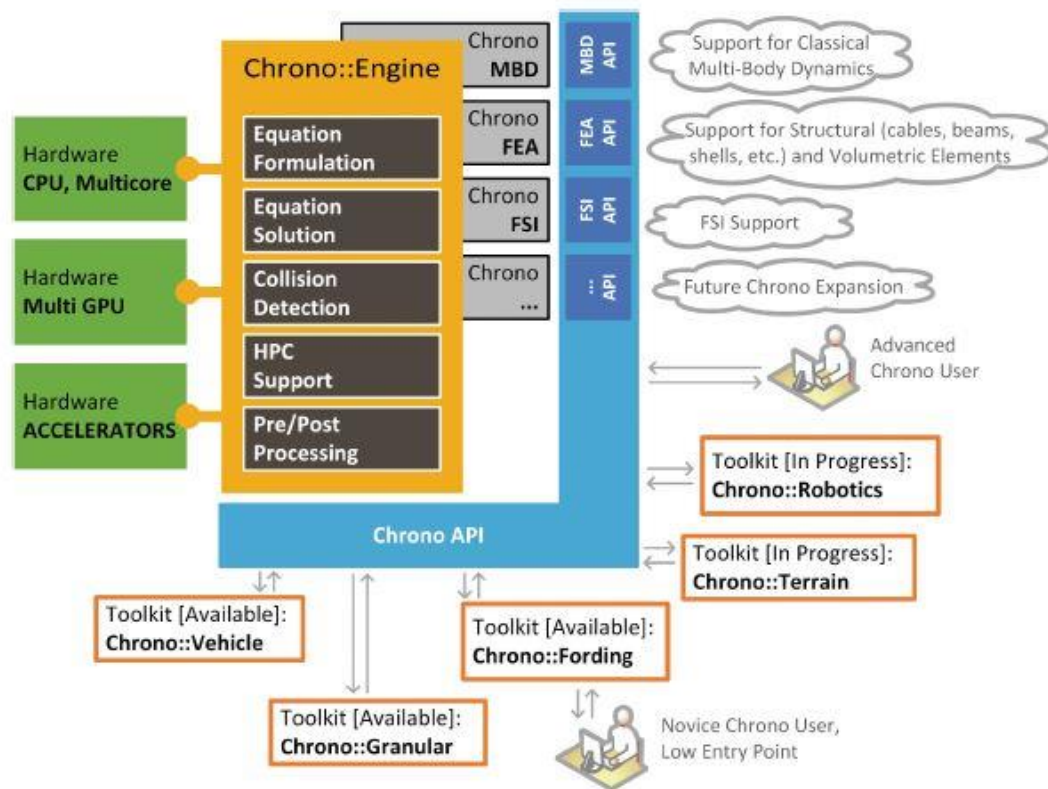 Chrono::Engine
Equation
Formulation
Equation
Solution
Collision
Detection
HPC
Support
Pre/Post
Processing
Hardware
CPU, Multicore
Hardware
Multi GPU
Hardware
ACCELERATORS
Chrono
MBD
Chrono
FEA
Chrono
FSI
Chrono
...
MBD
API
FEA
API
FSI
API
...
API
Support for Classical
Multi-Body Dynamics
Support for Structural (cables, beams,
shells, etc.) and Volumetric Elements
FSI Support
Future Chrono Expansion
Advanced
Chrono User
Toolkit [In Progress]:
Chrono::Robotics
Chrono API
Toolkit [In Progress]:
Chrono::Terrain
Toolkit [Available]:
Chrono::Vehicle
Toolkit [Available]:
Chrono::Fording
Toolkit [Available]:
Chrono::Granular
Novice Chrono User,
Low Entry Point